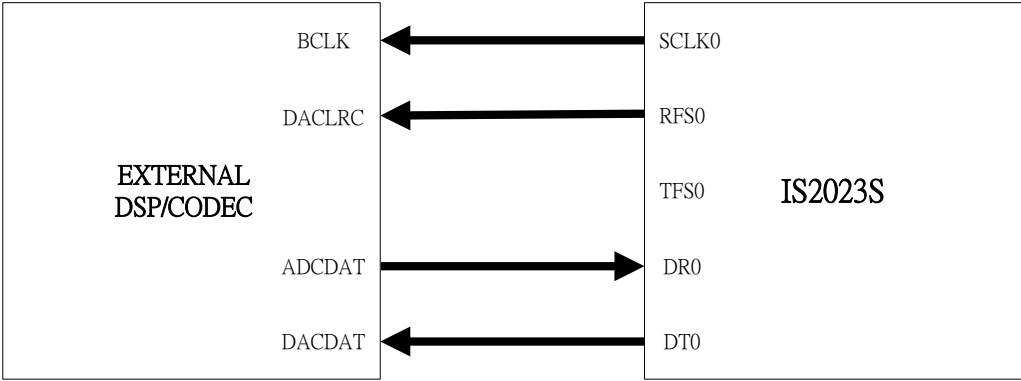 BCLK
SCLK0
DACLRC
RFS0
EXTERNAL
DSP/CODEC
TFS0
IS2023S
ADCDAT
DR0
DACDAT
DT0